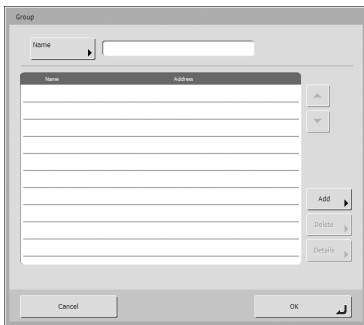 Group
Name
Name Address
Add
Delete
Details
Cancel OK